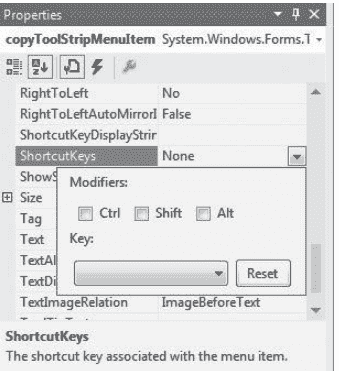 Properties
copyToolStripMenuItem System.Windows.Forms.T
RightToLeft No
RightToLeftAutoMirrorI False
ShortcutKeyDisplayStrir
ShortcutKeys None
ShowS
Modifiers:
Size
Ctrl Shift Alt
Tag
Text Key:
TextAl
TextDi Reset
TextImageRelation ImageBeforeText
ShortcutKeys
The shortcut key associated with the menu item.